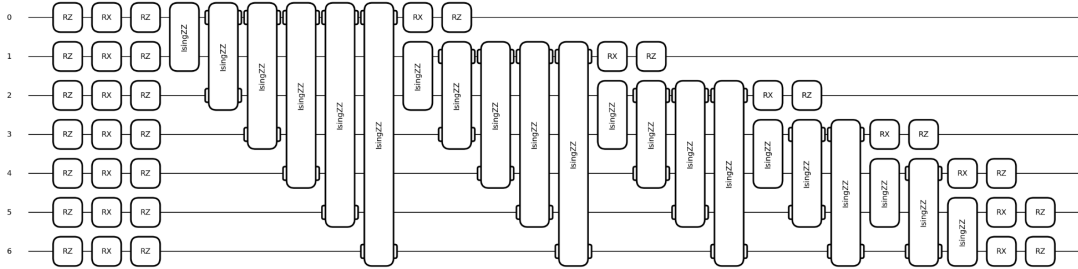 0 RZ RX RZ RX RZ
IsingZZ
1 RZ RX RZ IsingZZ RX RZ
IsingZZ IsingZZ
2 RZ RX RZ IsingZZ IsingZZ RX RZ
IsingZZ IsingZZ IsingZZ
3 RZ RX RZ IsingZZ IsingZZ IsingZZ RX RZ
IsingZZ IsingZZ IsingZZ
4 RZ RX RZ IsingZZ IsingZZ RX RZ
IsingZZ IsingZZ
5 RZ RX RZ IsingZZ RX RZ
IsingZZ
6 RZ RX RZ RX RZ